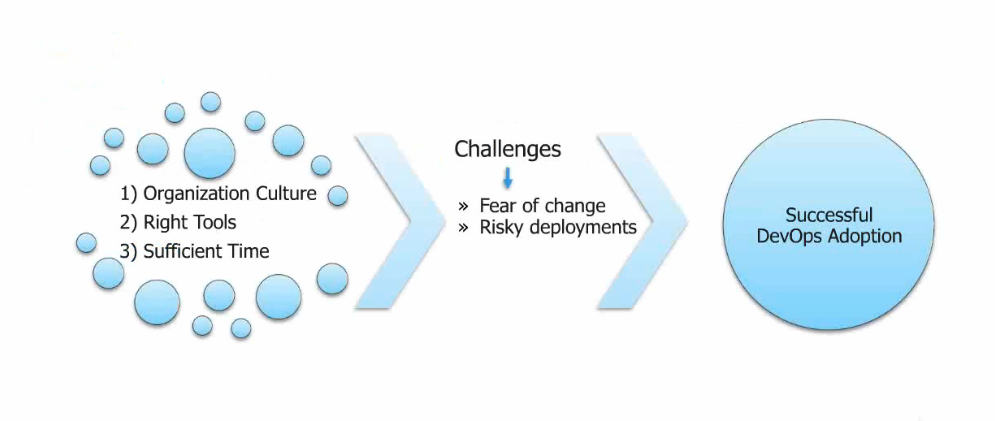 1) Organization Culture
2) Right Tools
3) Sufficient Time
Challenges
» Fear of change
» Risky deployments
Successful
DevOps Adoption